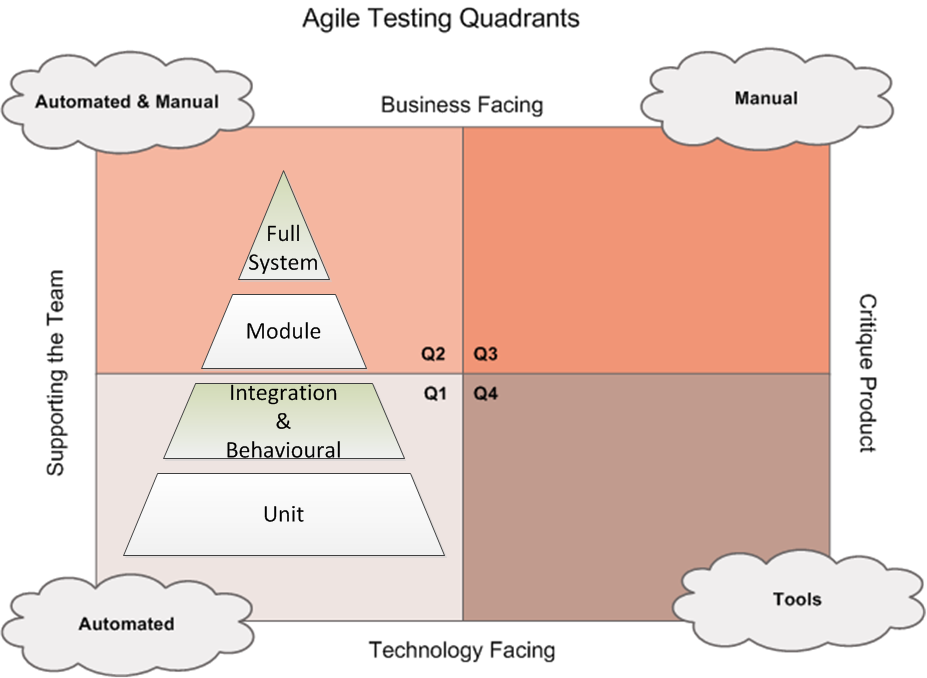 Agile Testing Quadrants
Automated & Manual
Business Facing
Manual
Full
System
Module
Supporting the Team
Critique Product
Q2
Q3
Q1
Q4
Integration
&
Behavioural
Unit
Automated
Tools
Technology Facing